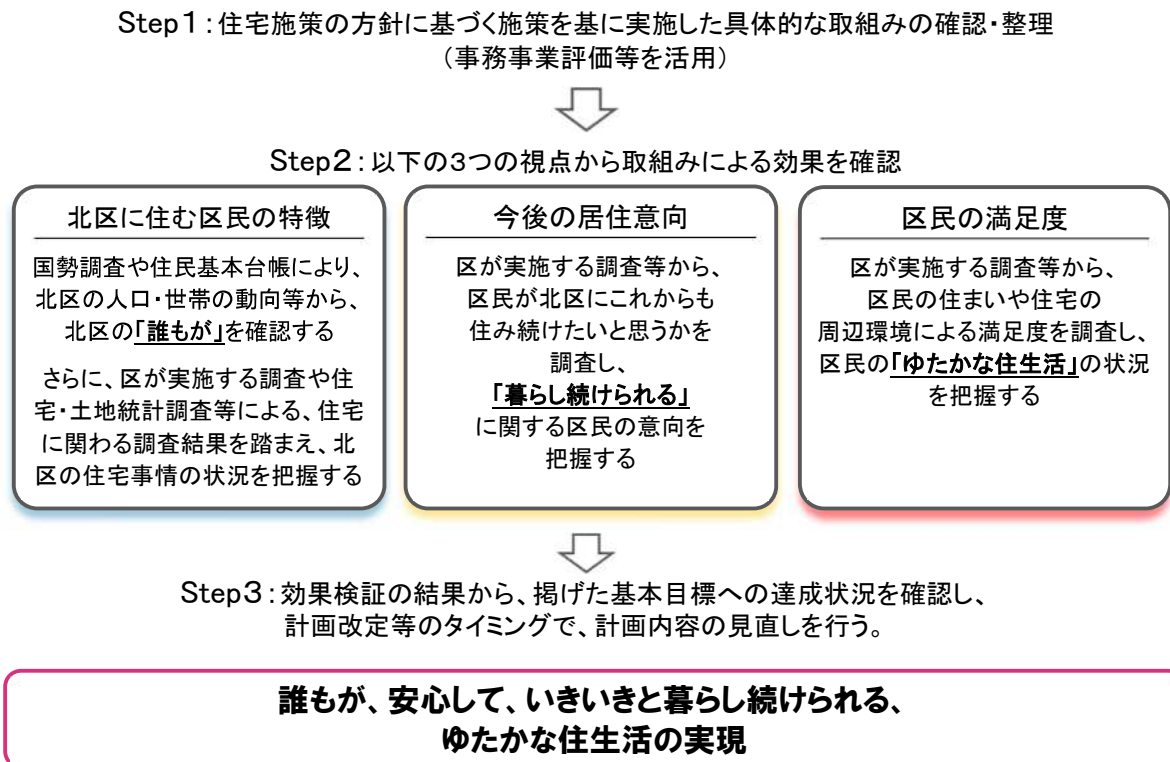 Step１：住宅施策の方針に基づく施策を基に実施した具体的な取組みの確認・整理
（事務事業評価等を活用）
Step２：以下の３つの視点から取組みによる効果を確認
北区に住む区民の特徴
国勢調査や住民基本台帳により、
北区の人口・世帯の動向等から、
北区の「誰もが」を確認する
さらに、区が実施する調査や住
宅・土地統計調査等による、住宅
に関わる調査結果を踏まえ、北
区の住宅事情の状況を把握する
今後の居住意向
区が実施する調査等から、
区民が北区にこれからも
住み続けたいと思うかを
調査し、
「暮らし続けられる」
に関する区民の意向を
把握する
区民の満足度
区が実施する調査等から、
区民の住まいや住宅の
周辺環境による満足度を調査し、
区民の「ゆたかな住生活」の状況
を把握する
Step３：効果検証の結果から、掲げた基本目標への達成状況を確認し、
計画改定等のタイミングで、計画内容の見直しを行う。
誰もが、安心して、いきいきと暮らし続けられる、
ゆたかな住生活の実現